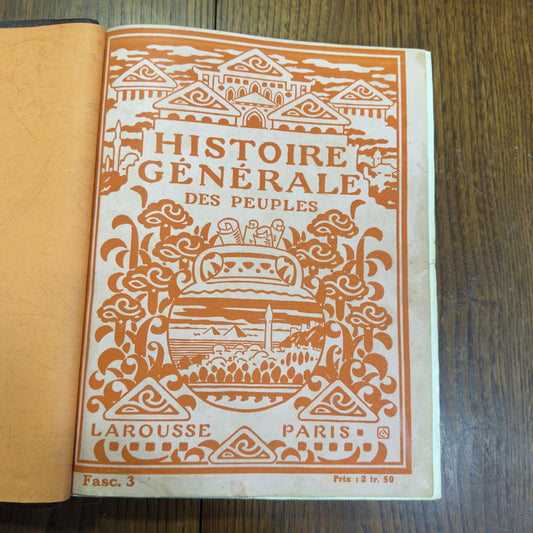 HISTOIRE
GÉNÉRALE
DES PEUPLES
LAROUSSE PARIS
Fasc. 3 Prix : 2 fr. 50